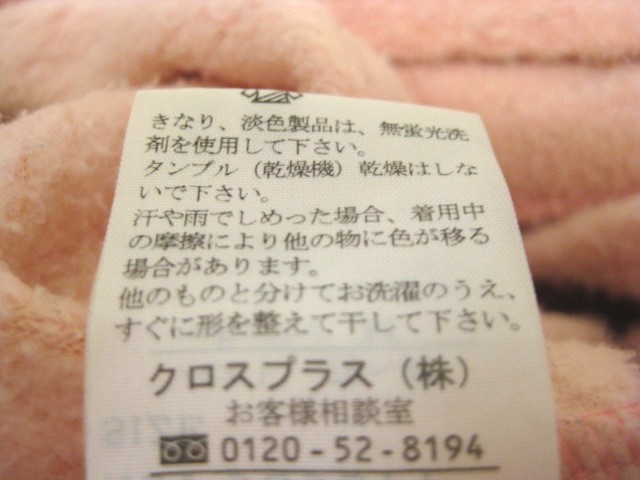 きなり、淡色製品は、無蛍光洗
剤を使用して下さい。
タンブル（乾燥機）乾燥はしな
いで下さい。
汗や雨でしめった場合、着用中
の摩擦により他の物に色が移る
場合があります。
他のものと分けてお洗濯のうえ、
すぐに形を整えて干して下さい。
クロスプラス（株）
お客様相談室
0120-52-8194